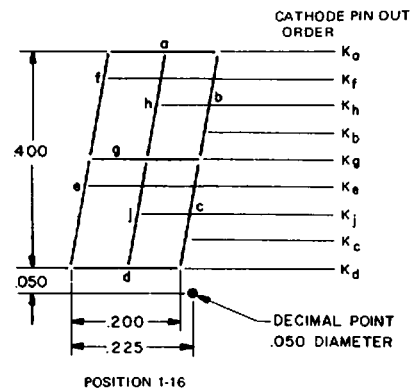 CATHODE PIN OUT
ORDER
a
Ka
f
Kf
h
b
Kh
Kb
.400
g
Kg
e
Ke
j
c
Kj
Kc
d
Kd
.050
.200
DECIMAL POINT
.050 DIAMETER
.225
POSITION 1-16